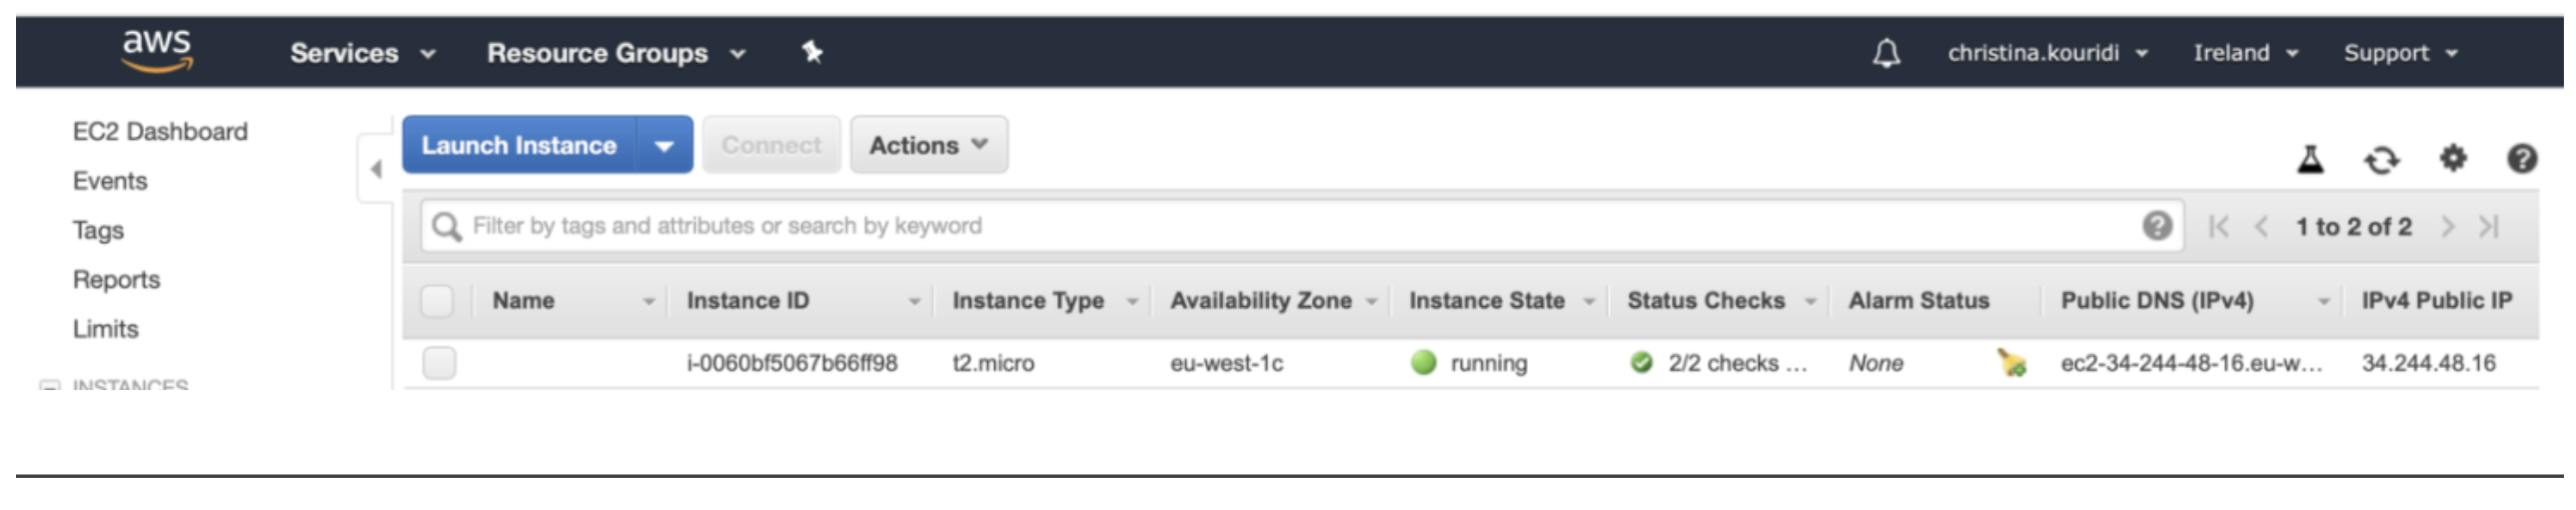 aws Services Resource Groups christina.kouridi Ireland Support
EC2 Dashboard
Events
Tags
Reports
Limits
INSTANCES
Launch Instance Connect Actions
Filter by tags and attributes or search by keyword 1 to 2 of 2
Name Instance ID Instance Type Availability Zone Instance State Status Checks Alarm Status Public DNS (IPv4) IPv4 Public IP
i-0060bf5067b66ff98 t2.micro eu-west-1c running 2/2 checks ... None ec2-34-244-48-16.eu-w... 34.244.48.16